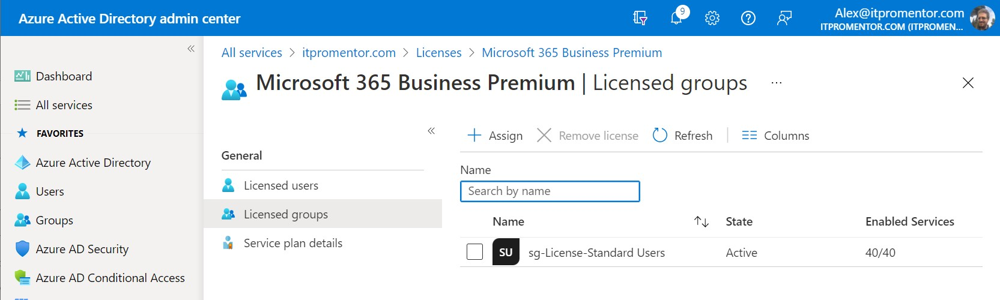 Azure Active Directory admin center
9
Alex@itpromentor.com
ITPROMENTOR.COM (ITPROMEN...
Dashboard
All services
FAVORITES
Azure Active Directory
Users
Groups
Azure AD Security
Azure AD Conditional Access
All services > itpromentor.com > Licenses > Microsoft 365 Business Premium
Microsoft 365 Business Premium | Licensed groups ...
General
Licensed users
Licensed groups
Service plan details
Assign Remove license Refresh Columns
Name
Search by name
Name State Enabled Services
SU sg-License-Standard Users Active 40/40